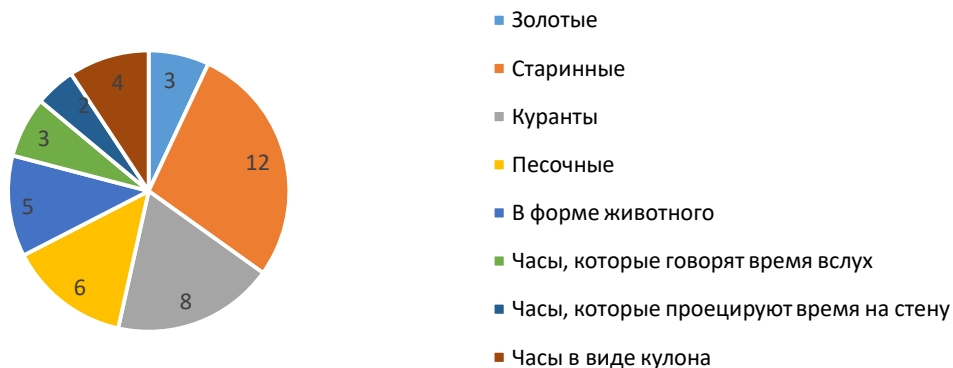 3
12
8
6
5
3
2
4
Золотые
Старинные
Куранты
Песочные
В форме животного
Часы, которые говорят время вслух
Часы, которые проецируют время на стену
Часы в виде кулона